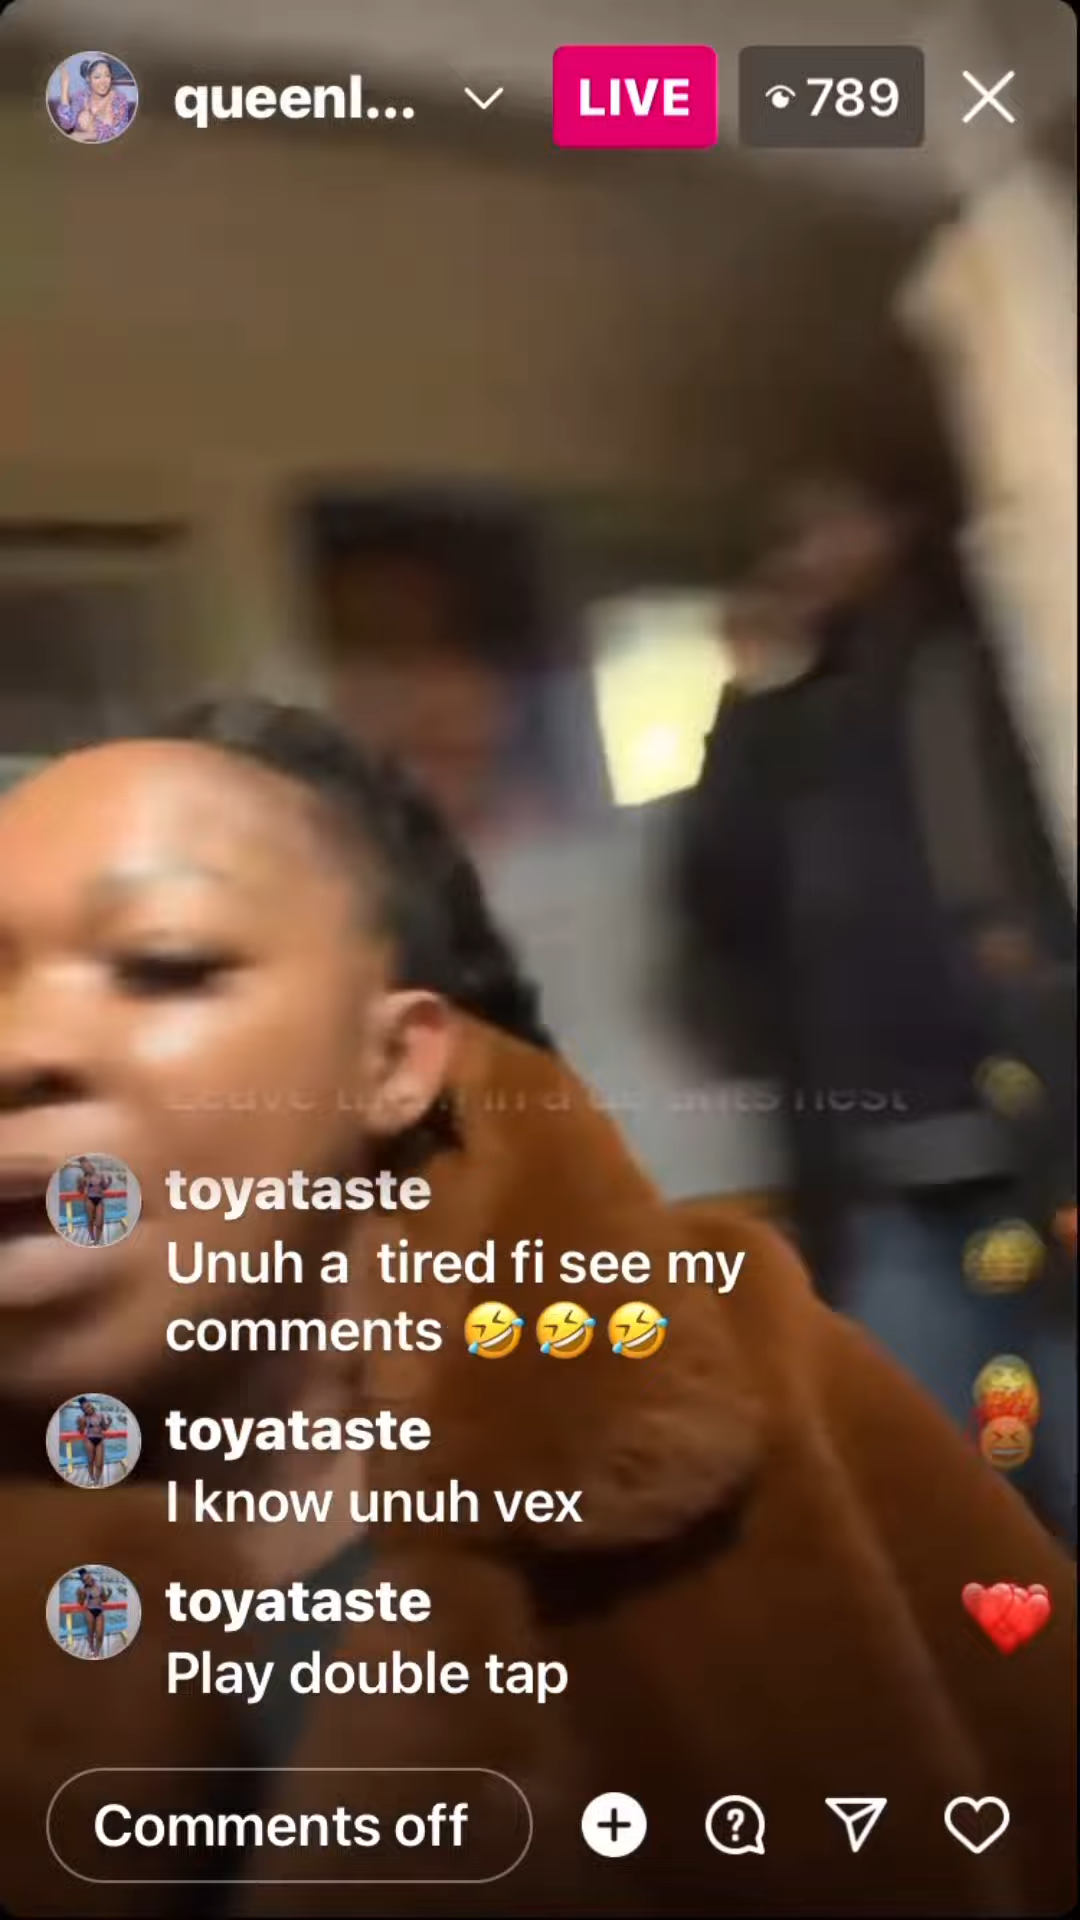 queenl...
LIVE
789
toyataste
Unuh a  tired fi see my
comments 🤣🤣🤣
toyataste
I know unuh vex
toyataste
Play double tap
Comments off